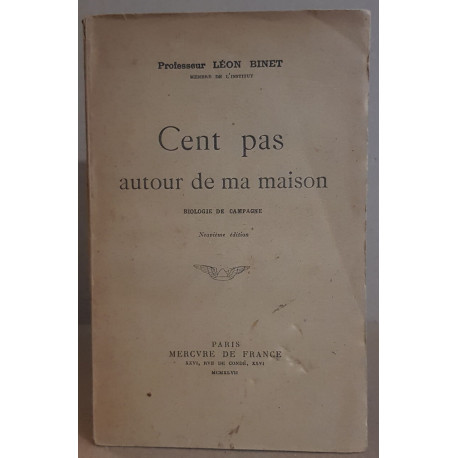 Professeur LÉON BINET
MEMBRE DE L'INSTITUT
Cent pas
autour de ma maison
BIOLOGIE DE CAMPAGNE
Neuvième édition
PARIS
MERCVRE DE FRANCE
XXVI, RVE DE CONDÉ, XXVI
MCMXLVII